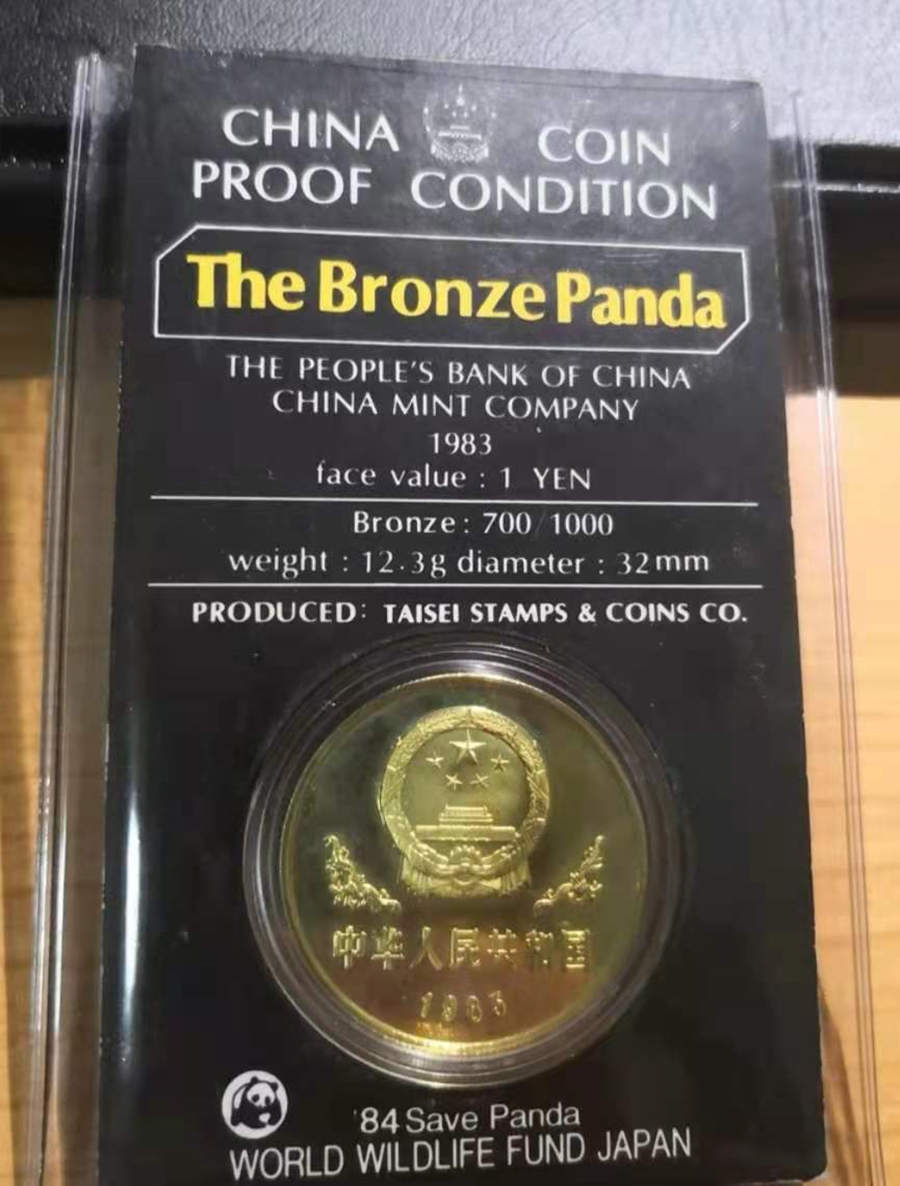 CHINA COIN
PROOF CONDITION
The Bronze Panda
THE PEOPLE'S BANK OF CHINA
CHINA MINT COMPANY
1983
face value : 1 YEN
Bronze: 700/1000
weight : 12.3g diameter : 32mm
PRODUCED: TAISEI STAMPS & COINS CO.
中华人民共和国
1983
'84 Save Panda
WORLD WILDLIFE FUND JAPAN